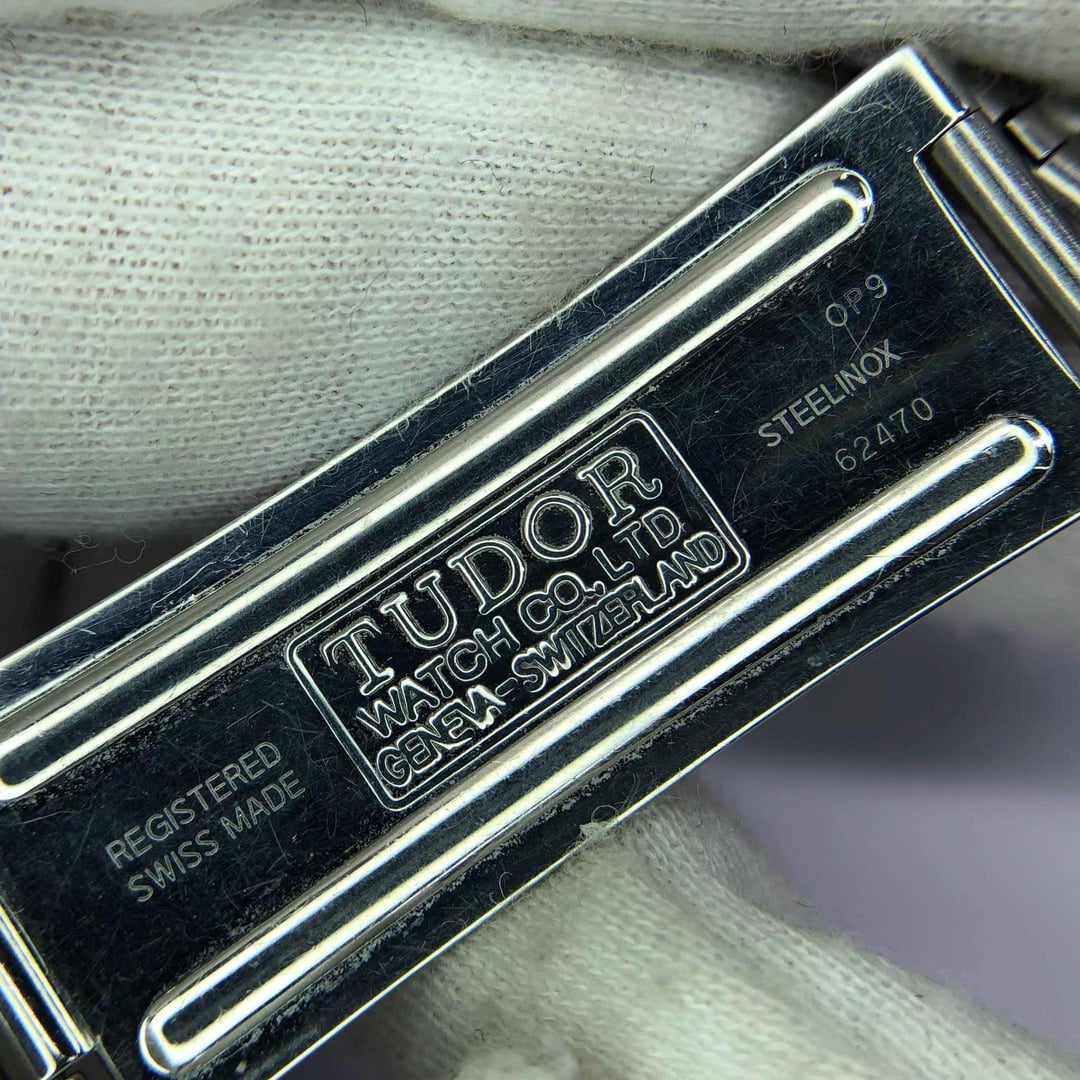 TUDOR
WATCH CO., LTD
GENEVA-SWITZERLAND
REGISTERED
SWISS MADE
OP9
STEELINOX
62470